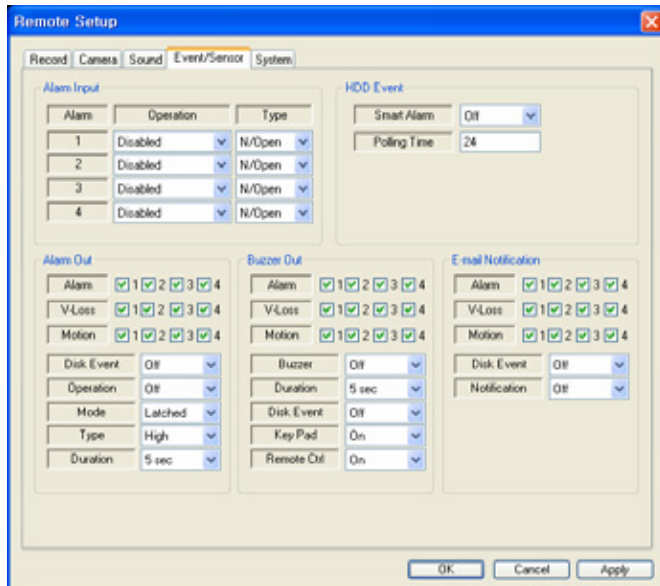 Remote Setup
Record Camera Sound Event/Sensor System
Alarm Input
Alarm Operation Type
1 Disabled N/Open
2 Disabled N/Open
3 Disabled N/Open
4 Disabled N/Open
HDD Event
Smart Alarm Off
Polling Time 24
Alarm Out
Alarm 1 2 3 4
V-Loss 1 2 3 4
Motion 1 2 3 4
Disk Event Off
Operation Off
Mode Latched
Type High
Duration 5 sec
Buzzer Out
Alarm 1 2 3 4
V-Loss 1 2 3 4
Motion 1 2 3 4
Buzzer Off
Duration 5 sec
Disk Event Off
Key Pad On
Remote Ctrl On
E-mail Notification
Alarm 1 2 3 4
V-Loss 1 2 3 4
Motion 1 2 3 4
Disk Event Off
Notification Off
OK Cancel Apply